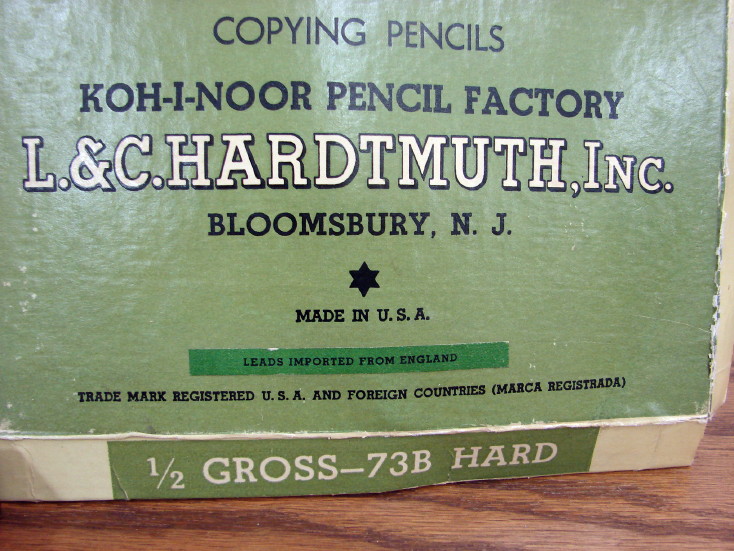 COPYING PENCILS
KOH-I-NOOR PENCIL FACTORY
L.&C.HARDTMUTH, INC.
BLOOMSBURY, N. J.
MADE IN U. S. A.
LEADS IMPORTED FROM ENGLAND
TRADE MARK REGISTERED U. S. A. AND FOREIGN COUNTRIES (MARCA REGISTRADA)
1/2 GROSS—73B HARD